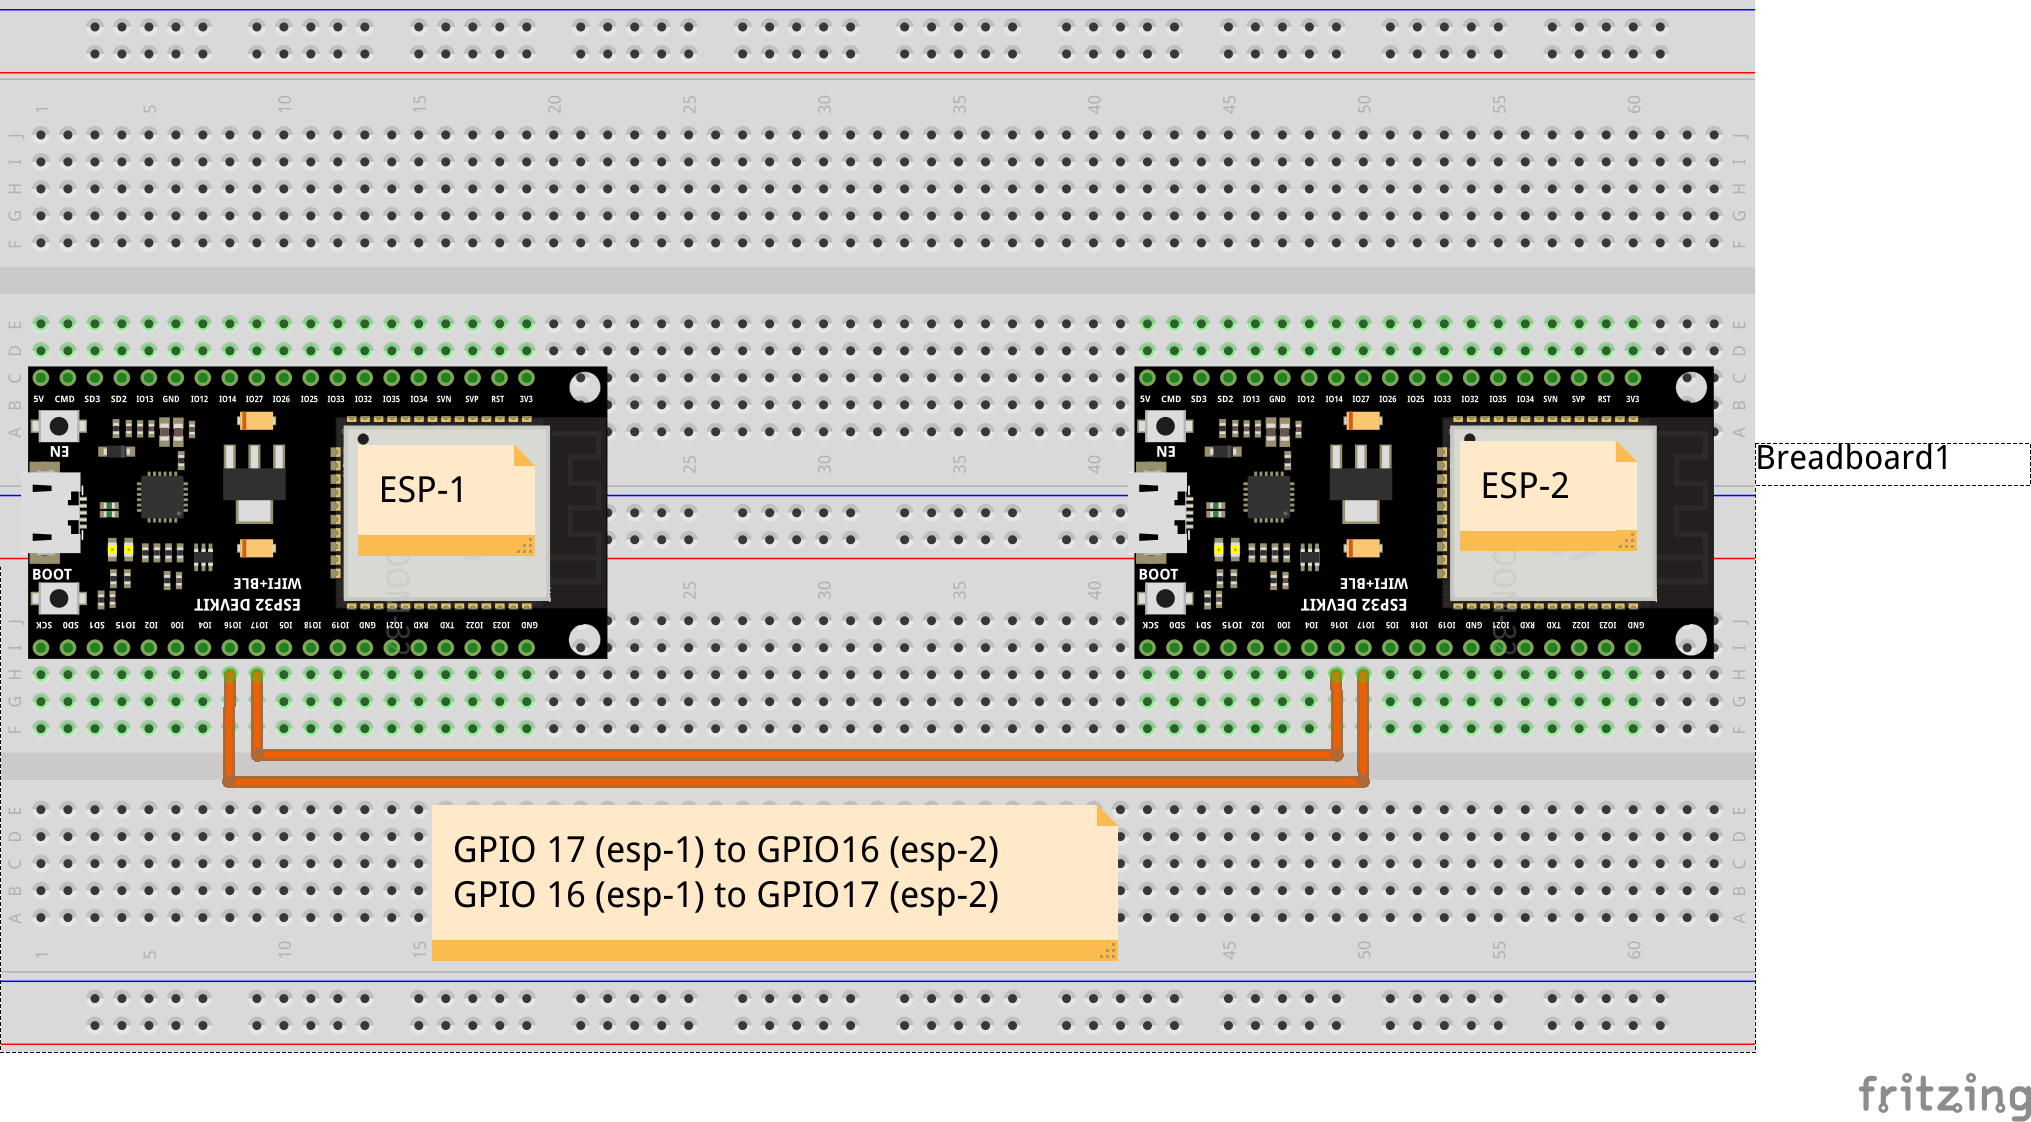 1 5 10 15 20 25 30 35 40 45 50 55 60
J J
I I
H H
G G
F F
E E
D D
C C
B B
A A
5V CMD SD3 SD2 IO13 GND IO12 IO14 IO27 IO26 IO25 IO33 IO32 IO35 IO34 SVN SVP RST 3V3
EN
ESP-1
BOOT
WIFI+BLE
ESP32 DEVKIT
SCK SD0 SD1 IO15 IO2 IO0 IO4 IO16 IO17 IO5 IO18 IO19 GND IO21 RXD TXD IO22 IO23 GND
5V CMD SD3 SD2 IO13 GND IO12 IO14 IO27 IO26 IO25 IO33 IO32 IO35 IO34 SVN SVP RST 3V3
EN
ESP-2
BOOT
WIFI+BLE
ESP32 DEVKIT
SCK SD0 SD1 IO15 IO2 IO0 IO4 IO16 IO17 IO5 IO18 IO19 GND IO21 RXD TXD IO22 IO23 GND
Breadboard1
25 30 35 40
25 30 35 40
J J
I I
H H
G G
F F
E E
D D
C C
B B
A A
GPIO 17 (esp-1) to GPIO16 (esp-2)
GPIO 16 (esp-1) to GPIO17 (esp-2)
1 5 10 15 45 50 55 60
fritzing